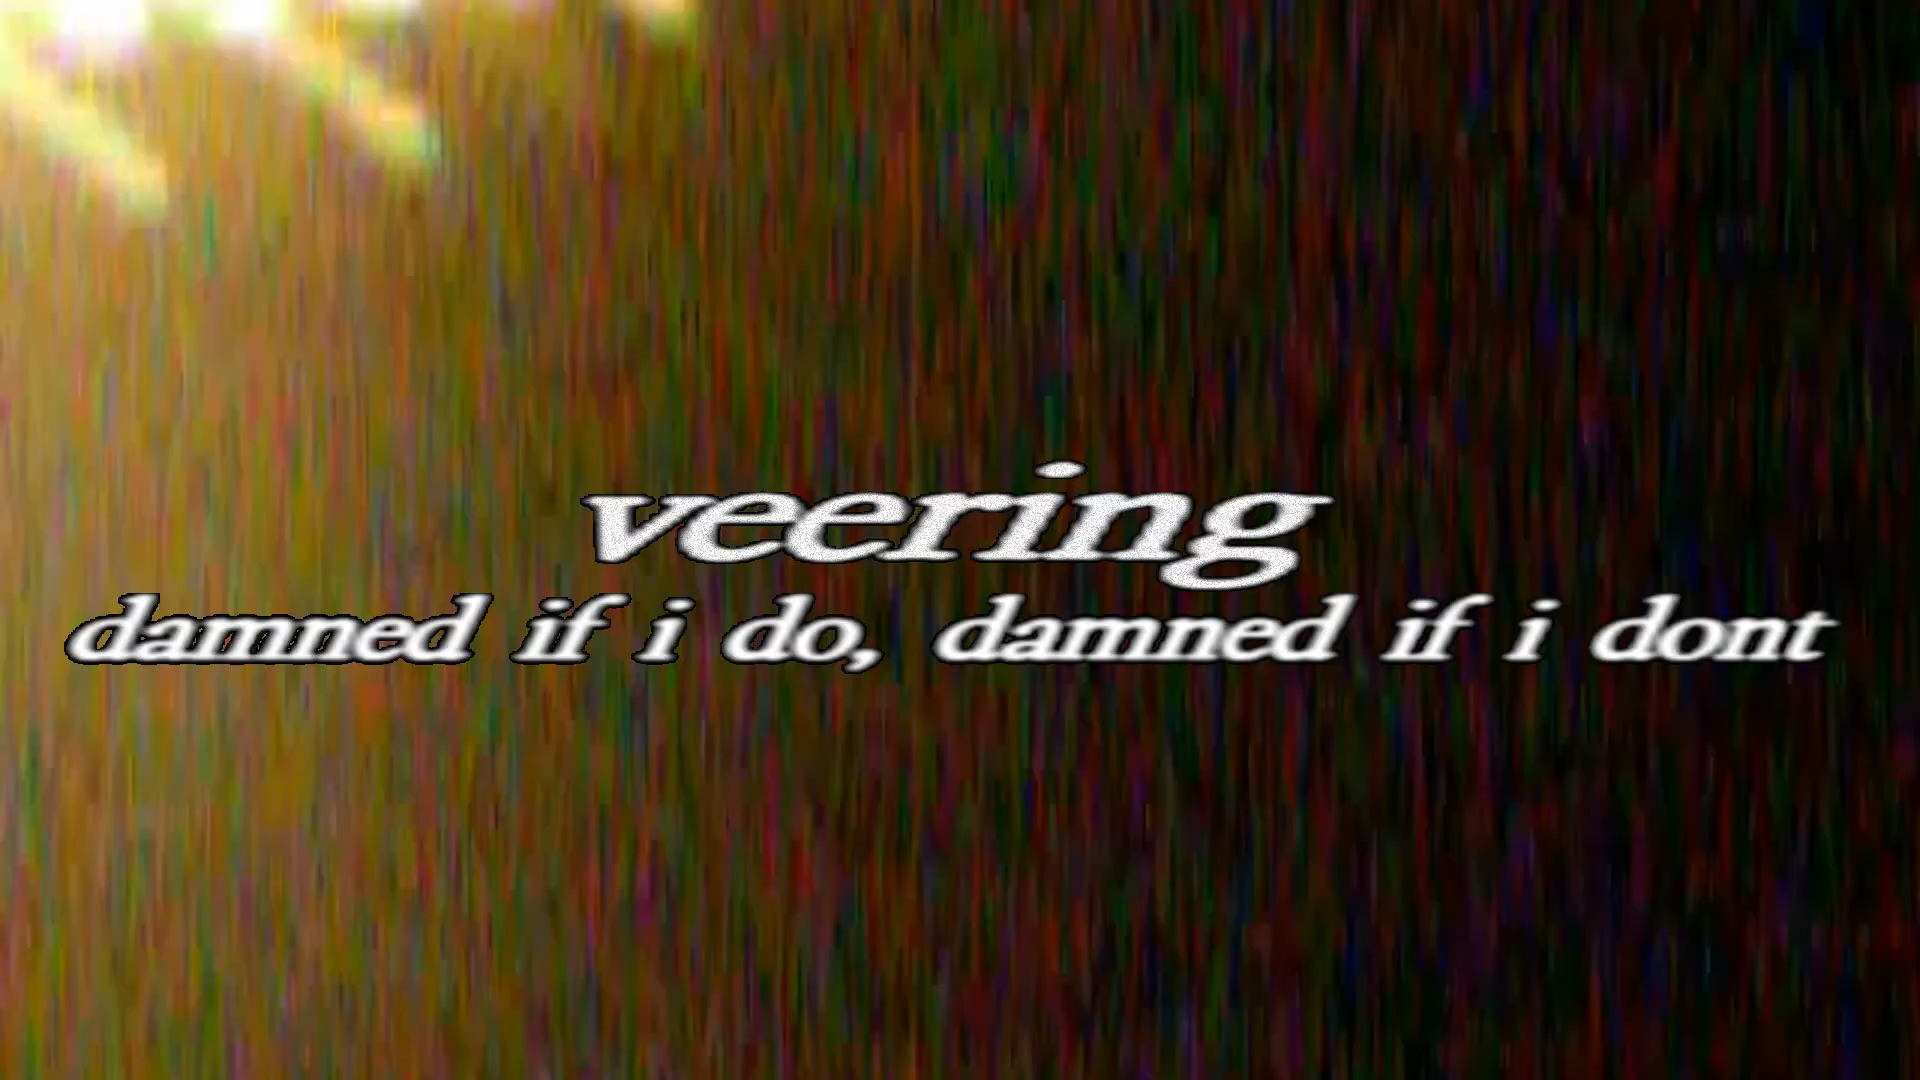 veering
damned if i do, damned if i dont